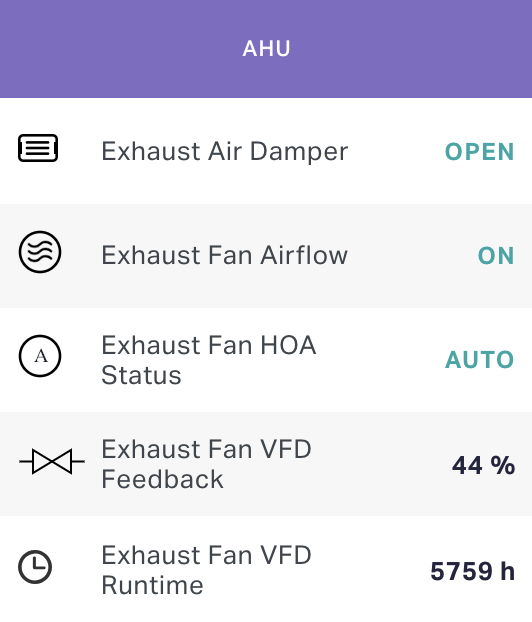 AHU
Exhaust Air Damper OPEN
Exhaust Fan Airflow ON
A Exhaust Fan HOA
Status AUTO
Exhaust Fan VFD
Feedback 44 %
Exhaust Fan VFD
Runtime 5759 h